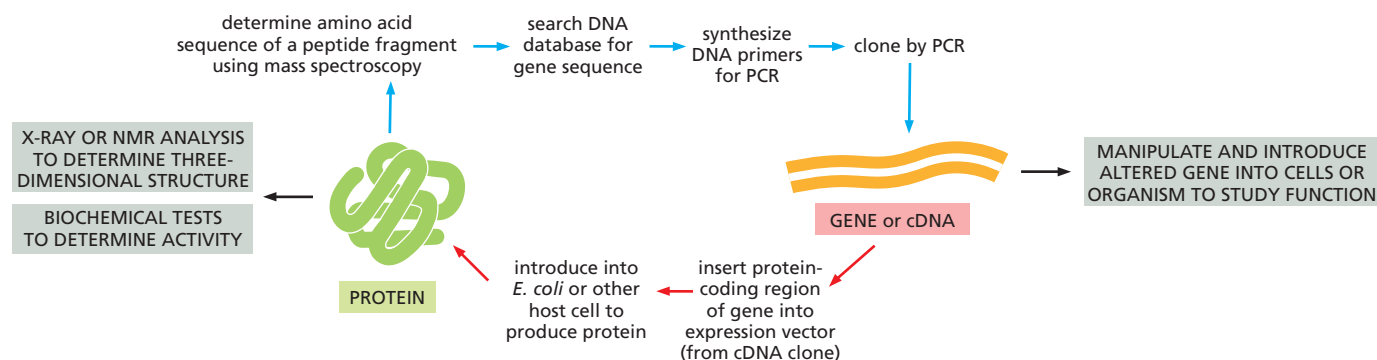 determine amino acid
sequence of a peptide fragment
using mass spectroscopy
search DNA
database for
gene sequence
synthesize
DNA primers
for PCR
clone by PCR
X-RAY OR NMR ANALYSIS
TO DETERMINE THREE-
DIMENSIONAL STRUCTURE
BIOCHEMICAL TESTS
TO DETERMINE ACTIVITY
PROTEIN
GENE or cDNA
MANIPULATE AND INTRODUCE
ALTERED GENE INTO CELLS OR
ORGANISM TO STUDY FUNCTION
insert protein-
coding region
of gene into
expression vector
(from cDNA clone)
introduce into
E. coli or other
host cell to
produce protein